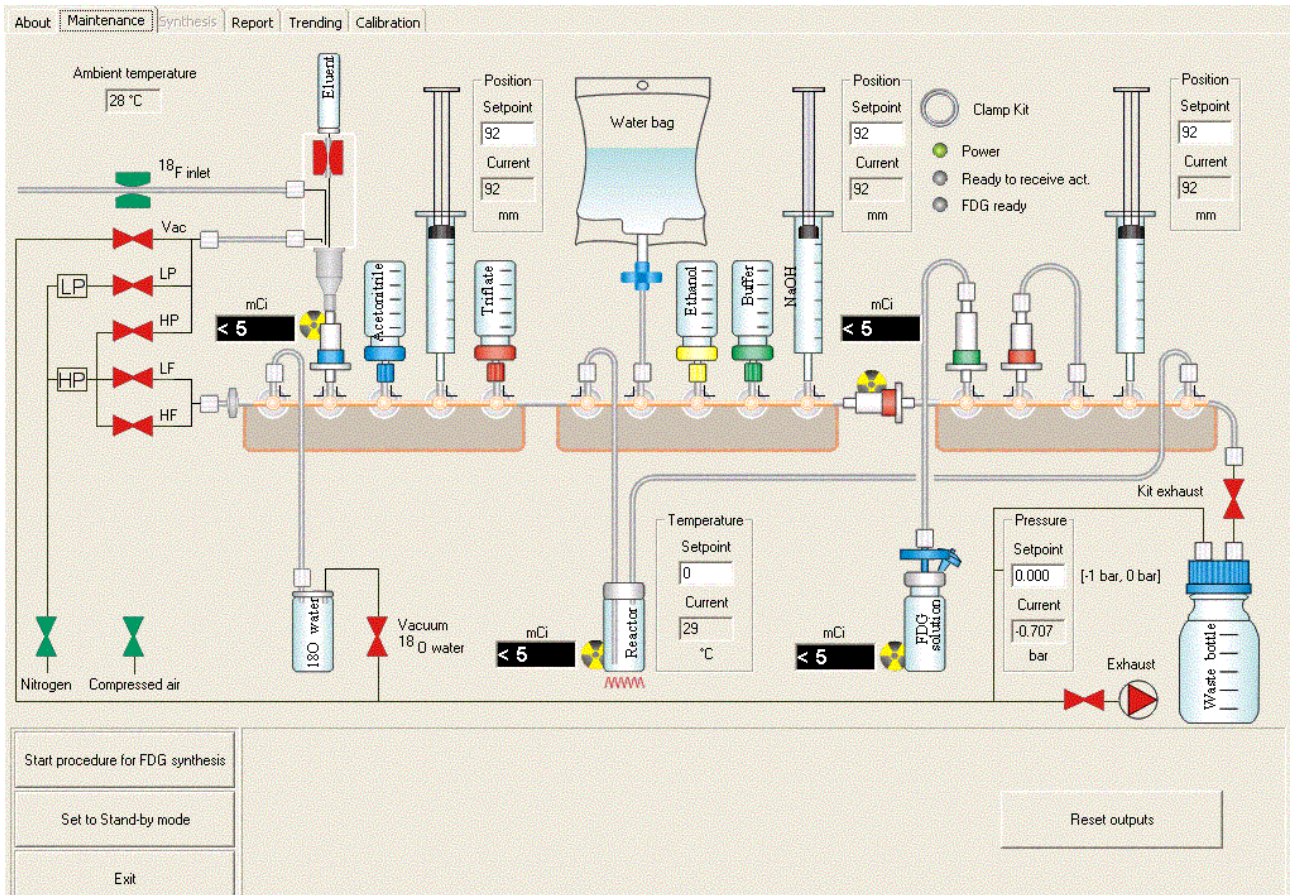 About Maintenance Synthesis Report Trending Calibration
Ambient temperature
28 °C
Eluent
18F inlet
Vac
LP
LP
HP
HP
LF
HF
mCi
< 5
Acetonitrile
Triflate
Position
Setpoint
92
Current
92
mm
Water bag
Ethanol
Buffer
NaOH
Position
Setpoint
92
Current
92
mm
Clamp Kit
Power
Ready to receive act.
FDG ready
mCi
< 5
Position
Setpoint
92
Current
92
mm
Kit exhaust
18O water
Vacuum
18O water
Nitrogen
Compressed air
mCi
< 5
Reactor
Temperature
Setpoint
0
Current
29
°C
mCi
< 5
FDG
solution
Pressure
Setpoint
0.000 [-1 bar, 0 bar]
Current
-0.707
bar
Exhaust
Waste bottle
Start procedure for FDG synthesis
Set to Stand-by mode
Exit
Reset outputs